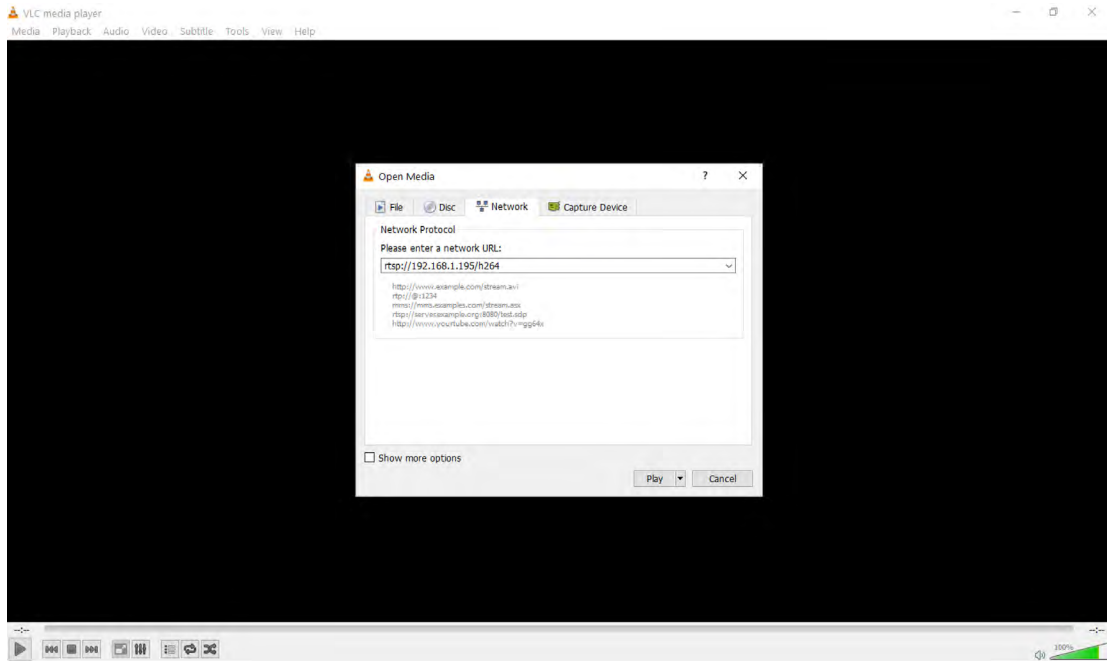 VLC media player
Media Playback Audio Video Subtitle Tools View Help
Open Media
?
File Disc Network Capture Device
Network Protocol
Please enter a network URL:
rtsp://192.168.1.195/h264
http://www.example.com/stream.avi
rtp://@:1234
mms://mms.examples.com/stream.asx
rtsp://server.example.org:8080/test.sdp
http://www.yourtube.com/watch?v=gg64x
Show more options
Play Cancel
--:-- --:--
100%